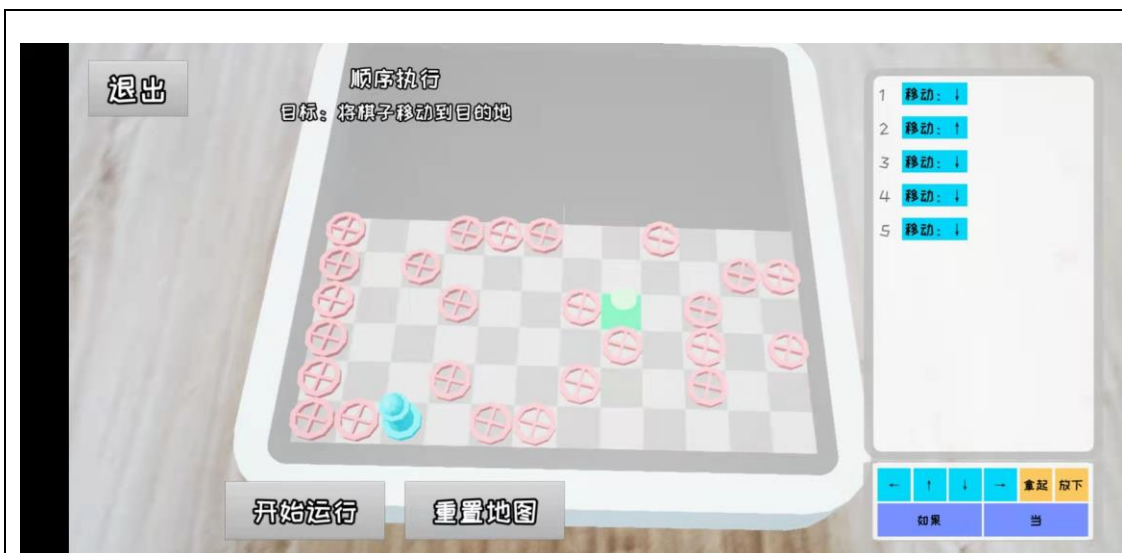 退出
顺序执行
目标：将棋子移动到目的地
1 移动：↓
2 移动：↑
3 移动：↓
4 移动：↓
5 移动：↓
← ↑ ↓ → 拿起 放下
如果 当
开始运行 重置地图